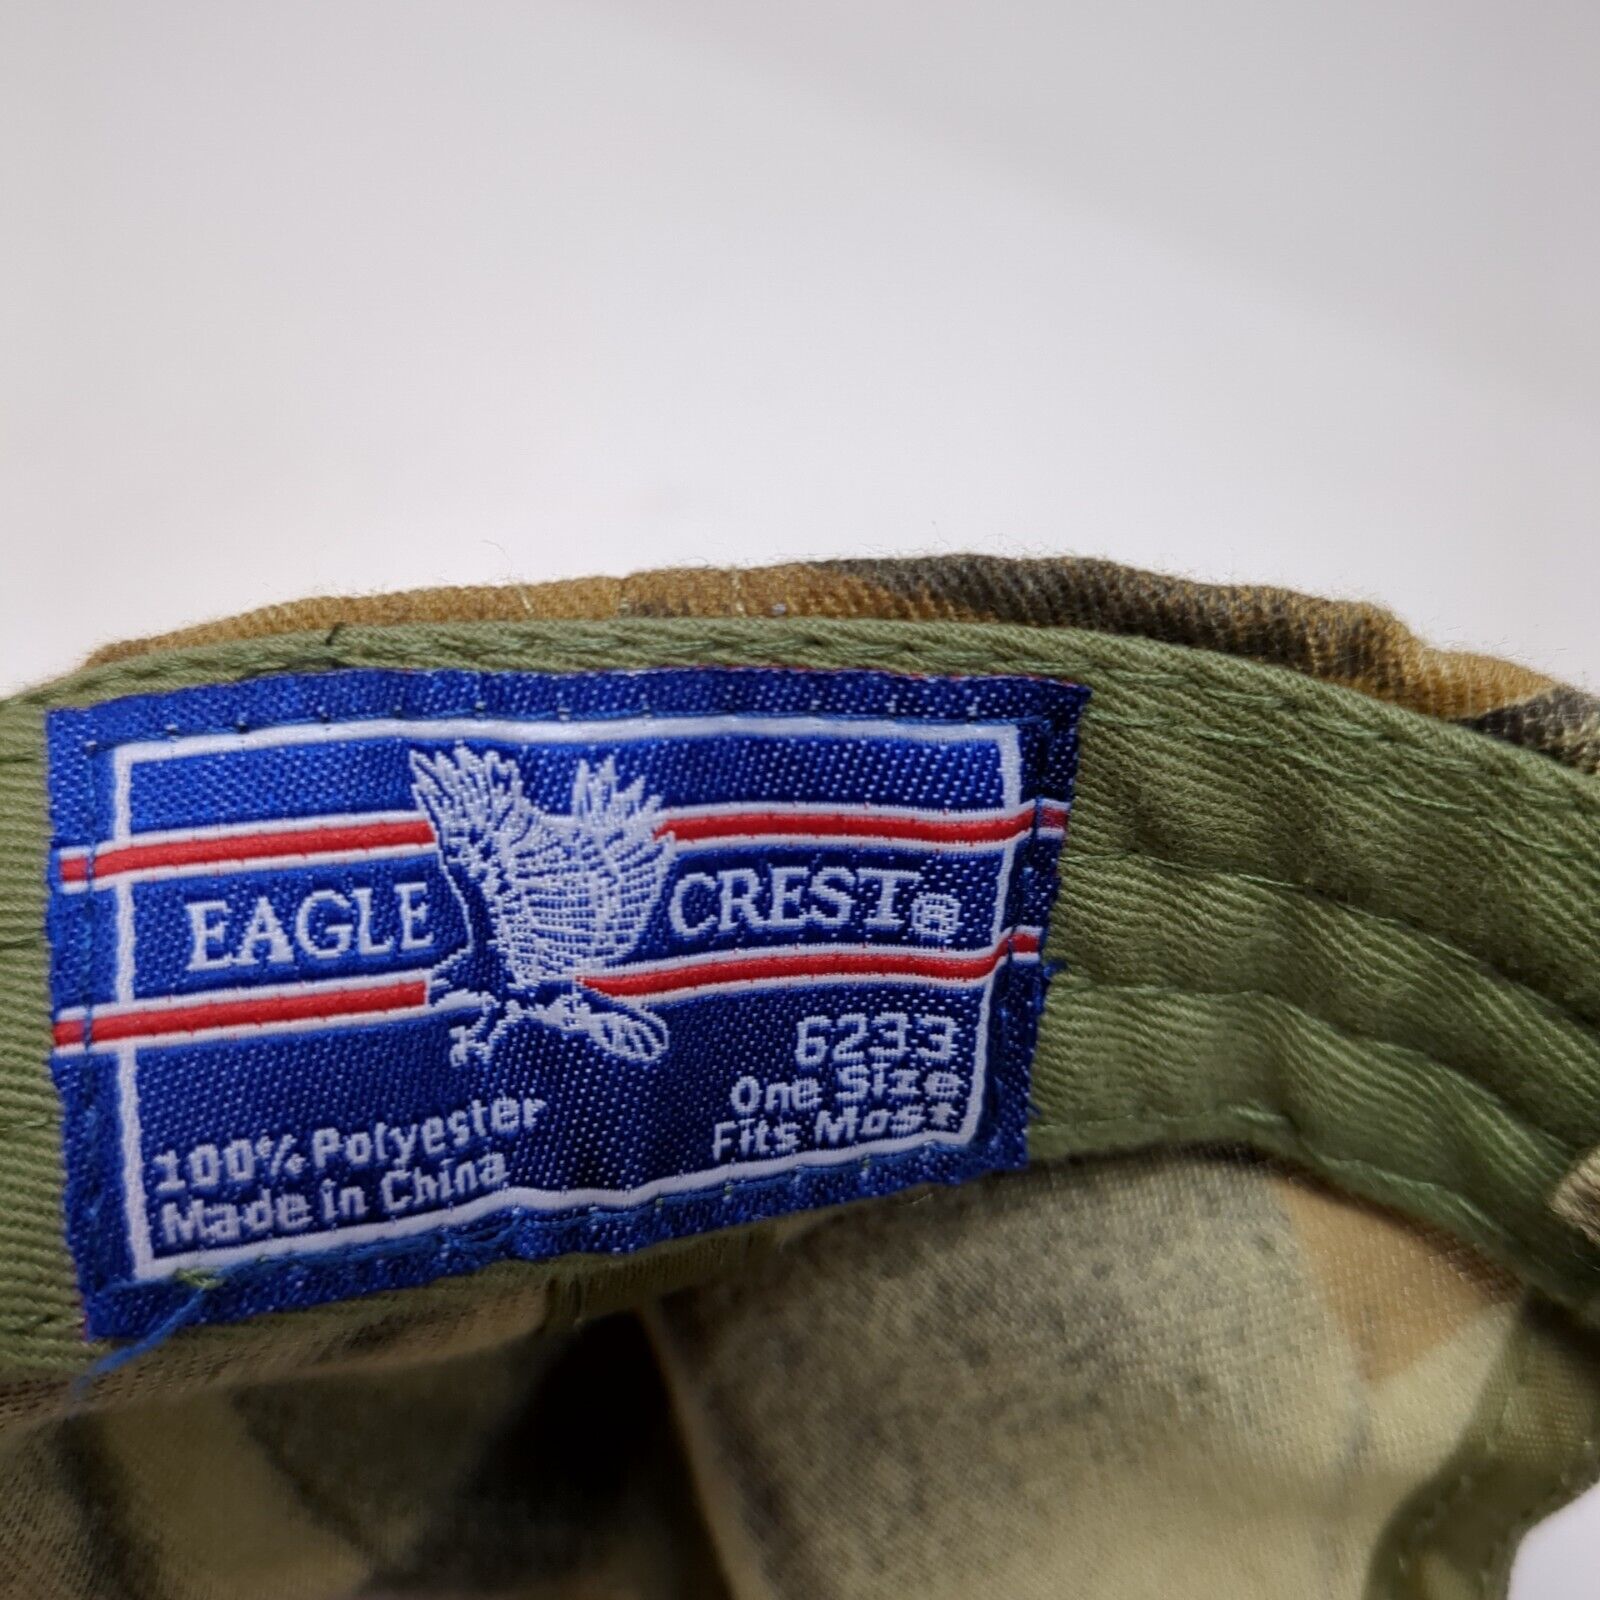 EAGLE CREST®
6233
One Size
Fits Most
100% Polyester
Made in China